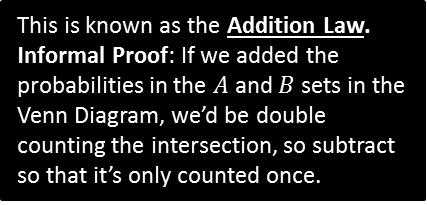 This is known as the Addition Law.
Informal Proof: If we added the
probabilities in the A and B sets in the
Venn Diagram, we’d be double
counting the intersection, so subtract
so that it’s only counted once.